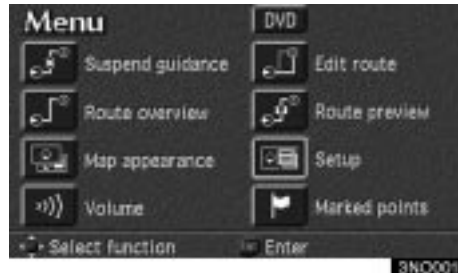 Menu DVD
Suspend guidance Edit route
Route overview Route preview
Map appearance Setup
Volume Marked points
Select function Enter
3NO001